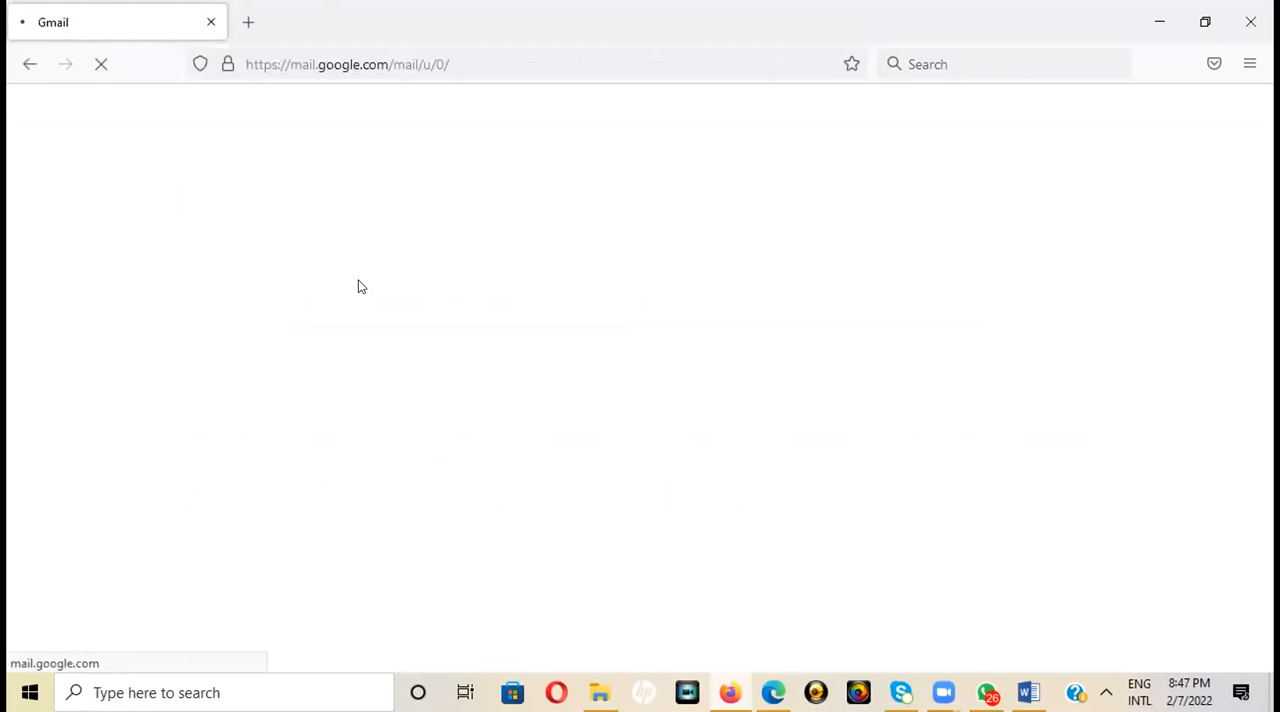 Gmail
https://mail.google.com/mail/u/0/
Search
mail.google.com
Type here to search
hp
26
ENG
INTL
8:47 PM
2/7/2022